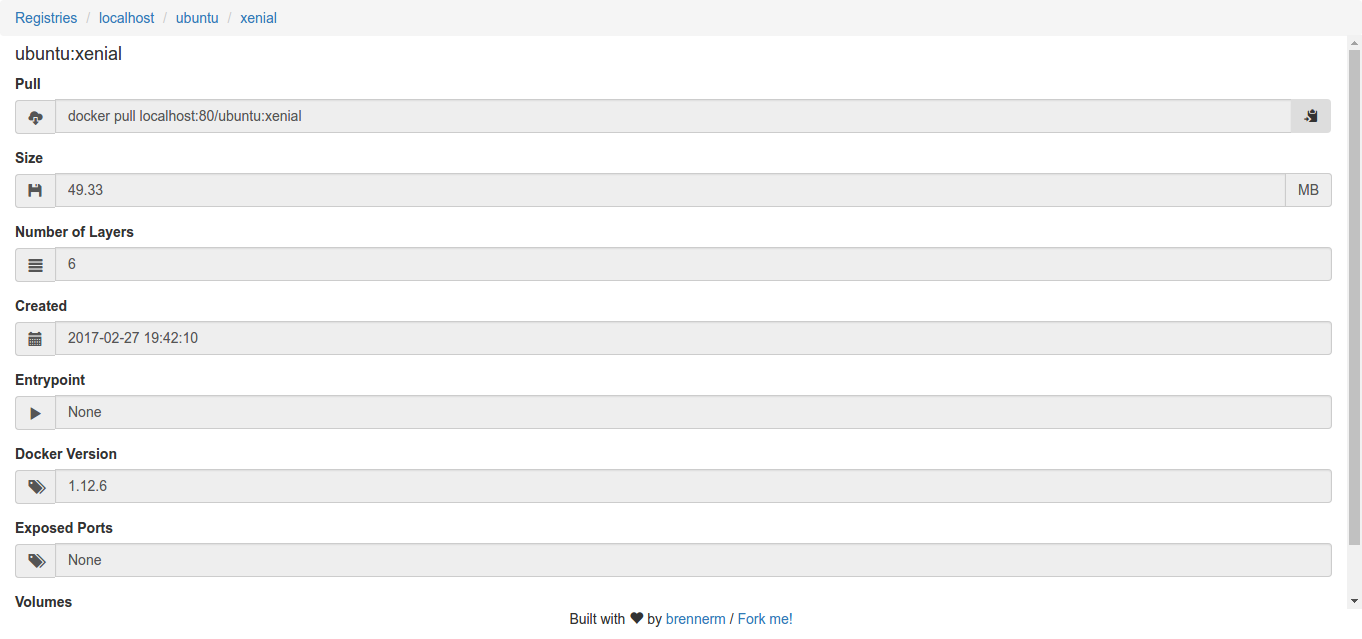 Registries / localhost / ubuntu / xenial
ubuntu:xenial
Pull
docker pull localhost:80/ubuntu:xenial
Size
49.33 MB
Number of Layers
6
Created
2017-02-27 19:42:10
Entrypoint
None
Docker Version
1.12.6
Exposed Ports
None
Volumes
Built with ♥ by brennerm / Fork me!